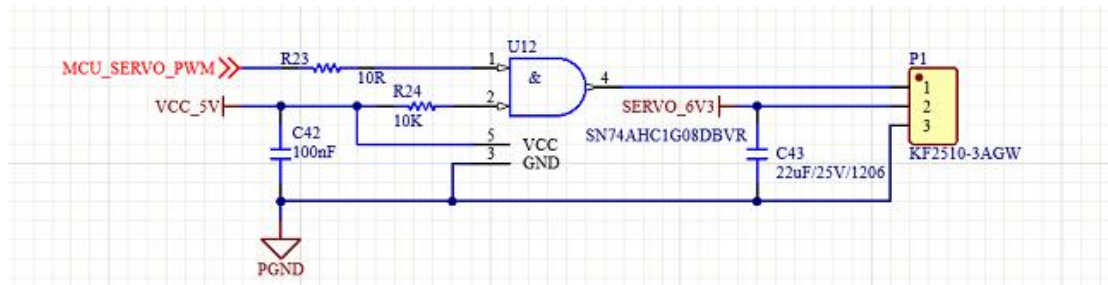 U12
P1
MCU_SERVO_PWM
R23
10R
1
&
4
1
R24
VCC_5V
10K
2
SERVO_6V3
2
SN74AHC1G08DBVR
3
C42
100nF
5 VCC
3 GND
C43
22uF/25V/1206
KF2510-3AGW
PGND